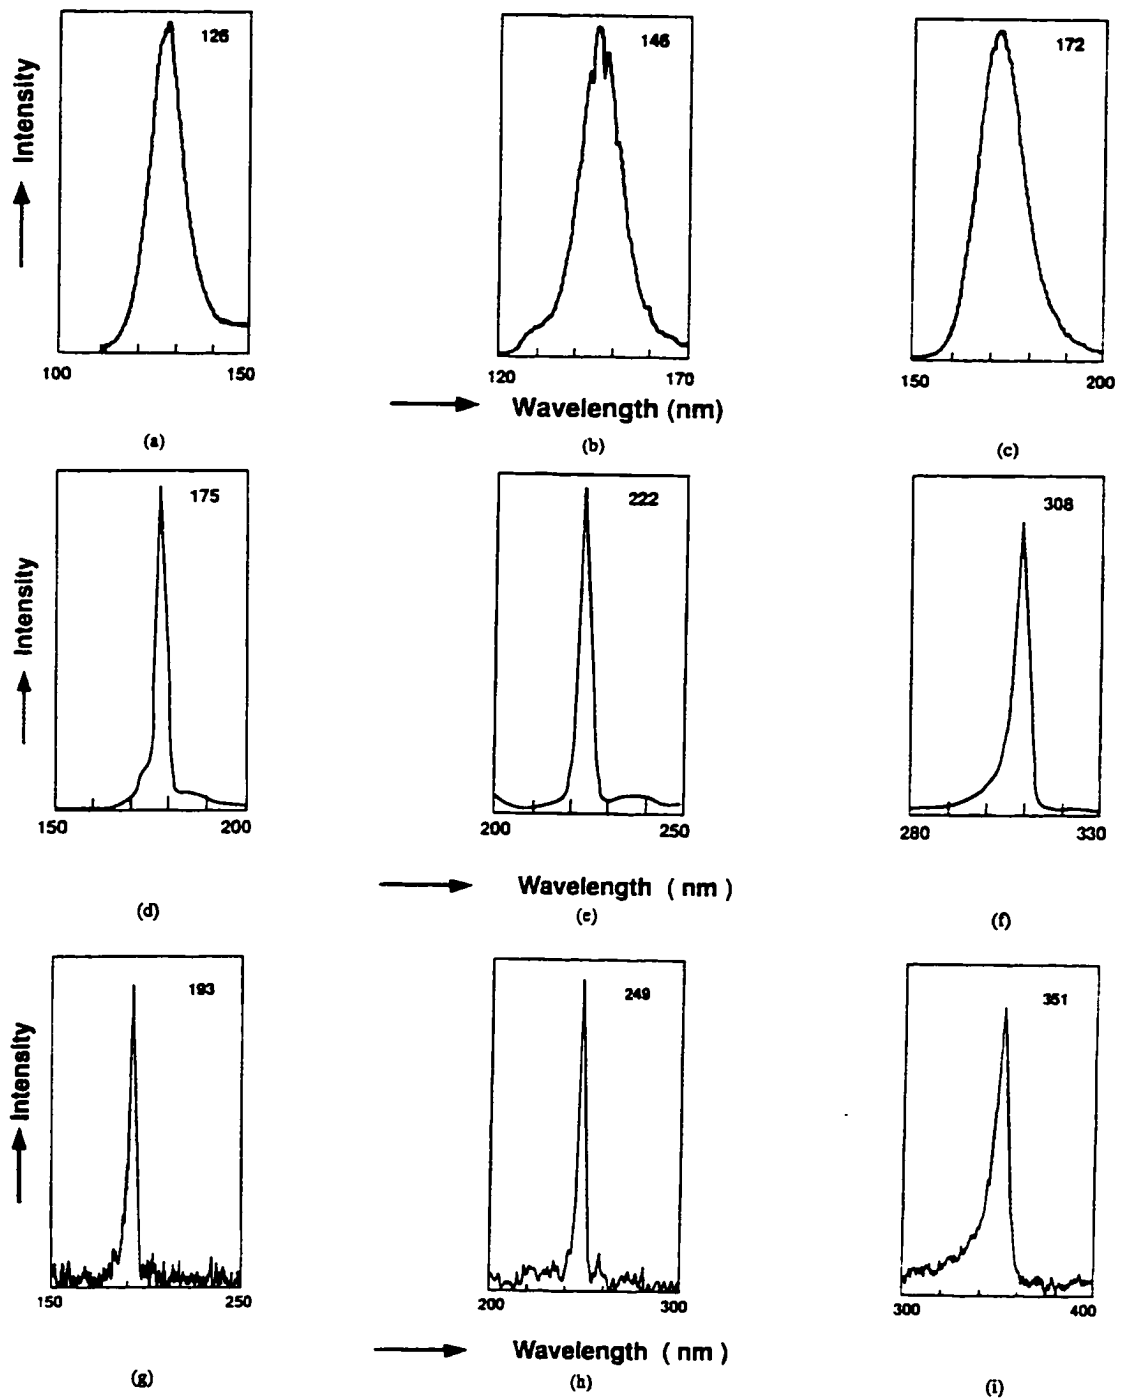 126
146
172
Intensity
100 150
120 170
150 200
Wavelength (nm)
(a)
(b)
(c)
175
222
308
Intensity
150 200
200 250
280 330
Wavelength ( nm )
(d)
(e)
(f)
193
249
351
Intensity
150 250
200 300
300 400
Wavelength ( nm )
(g)
(h)
(i)